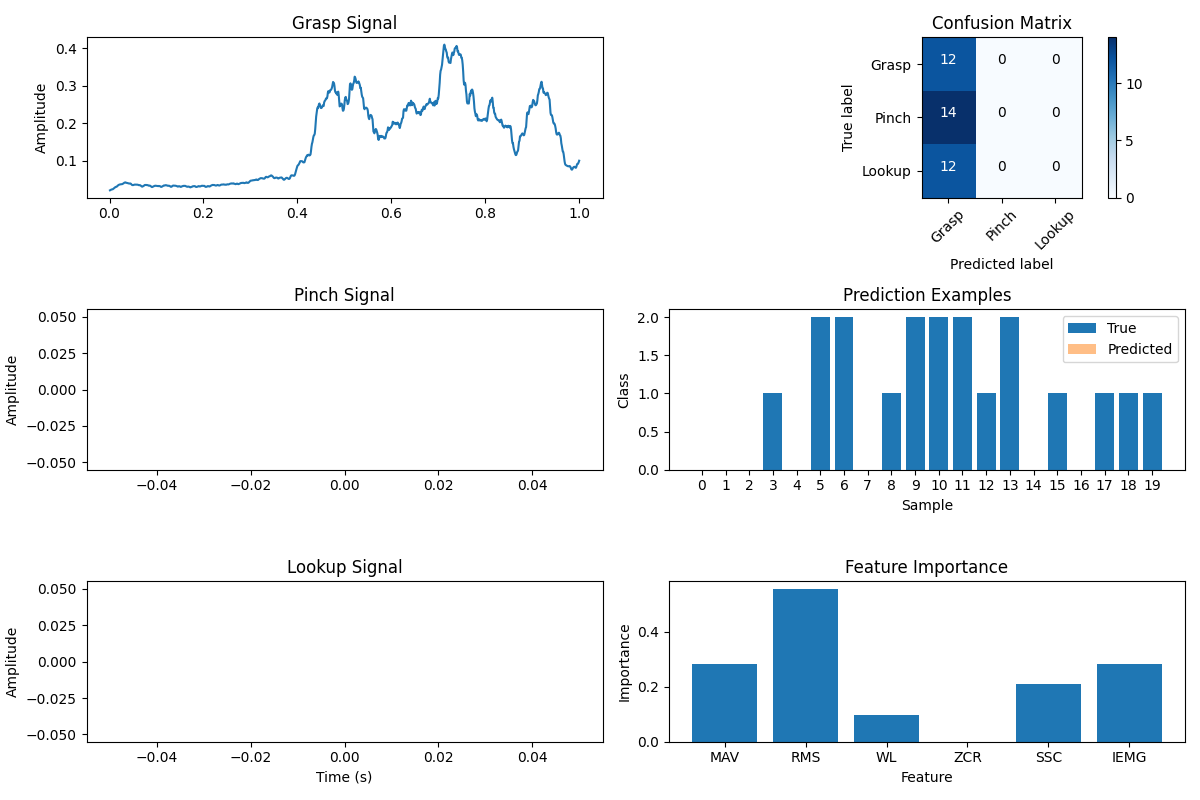 Grasp Signal
Amplitude
0.4
0.3
0.2
0.1
0.0 0.2 0.4 0.6 0.8 1.0
Confusion Matrix
True label
Grasp 12 0 0
Pinch 14 0 0
Lookup 12 0 0
Grasp Pinch Lookup
Predicted label
10
5
0
Pinch Signal
Amplitude
0.050
0.025
0.000
−0.025
−0.050
−0.04 −0.02 0.00 0.02 0.04
Prediction Examples
Class
2.0
1.5
1.0
0.5
0.0
True
Predicted
0 1 2 3 4 5 6 7 8 9 10 11 12 13 14 15 16 17 18 19
Sample
Lookup Signal
Amplitude
0.050
0.025
0.000
−0.025
−0.050
−0.04 −0.02 0.00 0.02 0.04
Time (s)
Feature Importance
Importance
0.4
0.2
0.0
MAV RMS WL ZCR SSC IEMG
Feature